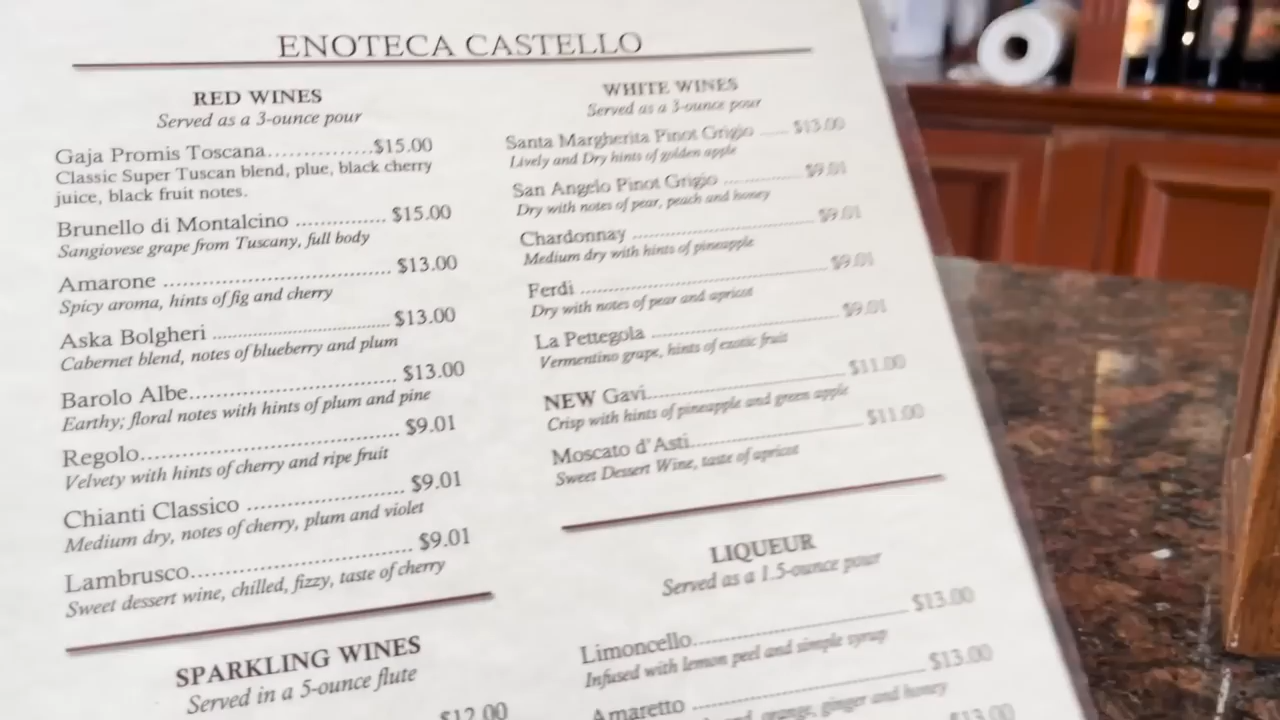 ENOTECA CASTELLO
RED WINES
Served as a 3-ounce pour
Gaja Promis Toscana...............$15.00
Classic Super Tuscan blend, plue, black cherry
juice, black fruit notes.
Brunello di Montalcino .............. $15.00
Sangiovese grape from Tuscany, full body
Amarone ................................... $13.00
Spicy aroma, hints of fig and cherry
Aska Bolgheri ........................................ $13.00
Cabernet blend, notes of blueberry and plum
Barolo Albe................................ $13.00
Earthy; floral notes with hints of plum and pine
Regolo........................................ $9.01
Velvety with hints of cherry and ripe fruit
Chianti Classico ........................ $9.01
Medium dry, notes of cherry, plum and violet
Lambrusco.................................. $9.01
Sweet dessert wine, chilled, fizzy, taste of cherry
SPARKLING WINES
Served in a 5-ounce flute
$12.00
WHITE WINES
Served as a 3-ounce pour
Santa Margherita Pinot Grigio ...... $13.00
Lively and Dry hints of golden apple
San Angelo Pinot Grigio ................ $9.01
Dry with notes of pear, peach and honey
Chardonnay ..................................... $9.01
Medium dry with hints of pineapple
Ferdi .................................................. $9.01
Dry with notes of pear and apricot
La Pettegola ...................................... $9.01
Vermentino grape, hints of exotic fruit
NEW Gavi........................................ $11.00
Crisp with hints of pineapple and green apple
Moscato d'Asti................................... $11.00
Sweet Dessert Wine, taste of apricot
LIQUEUR
Served as a 1.5-ounce pour
Limoncello........................................... $13.00
Infused with lemon peel and simple syrup
Amaretto ............................................. $13.00
orange, ginger and honey
$13.00